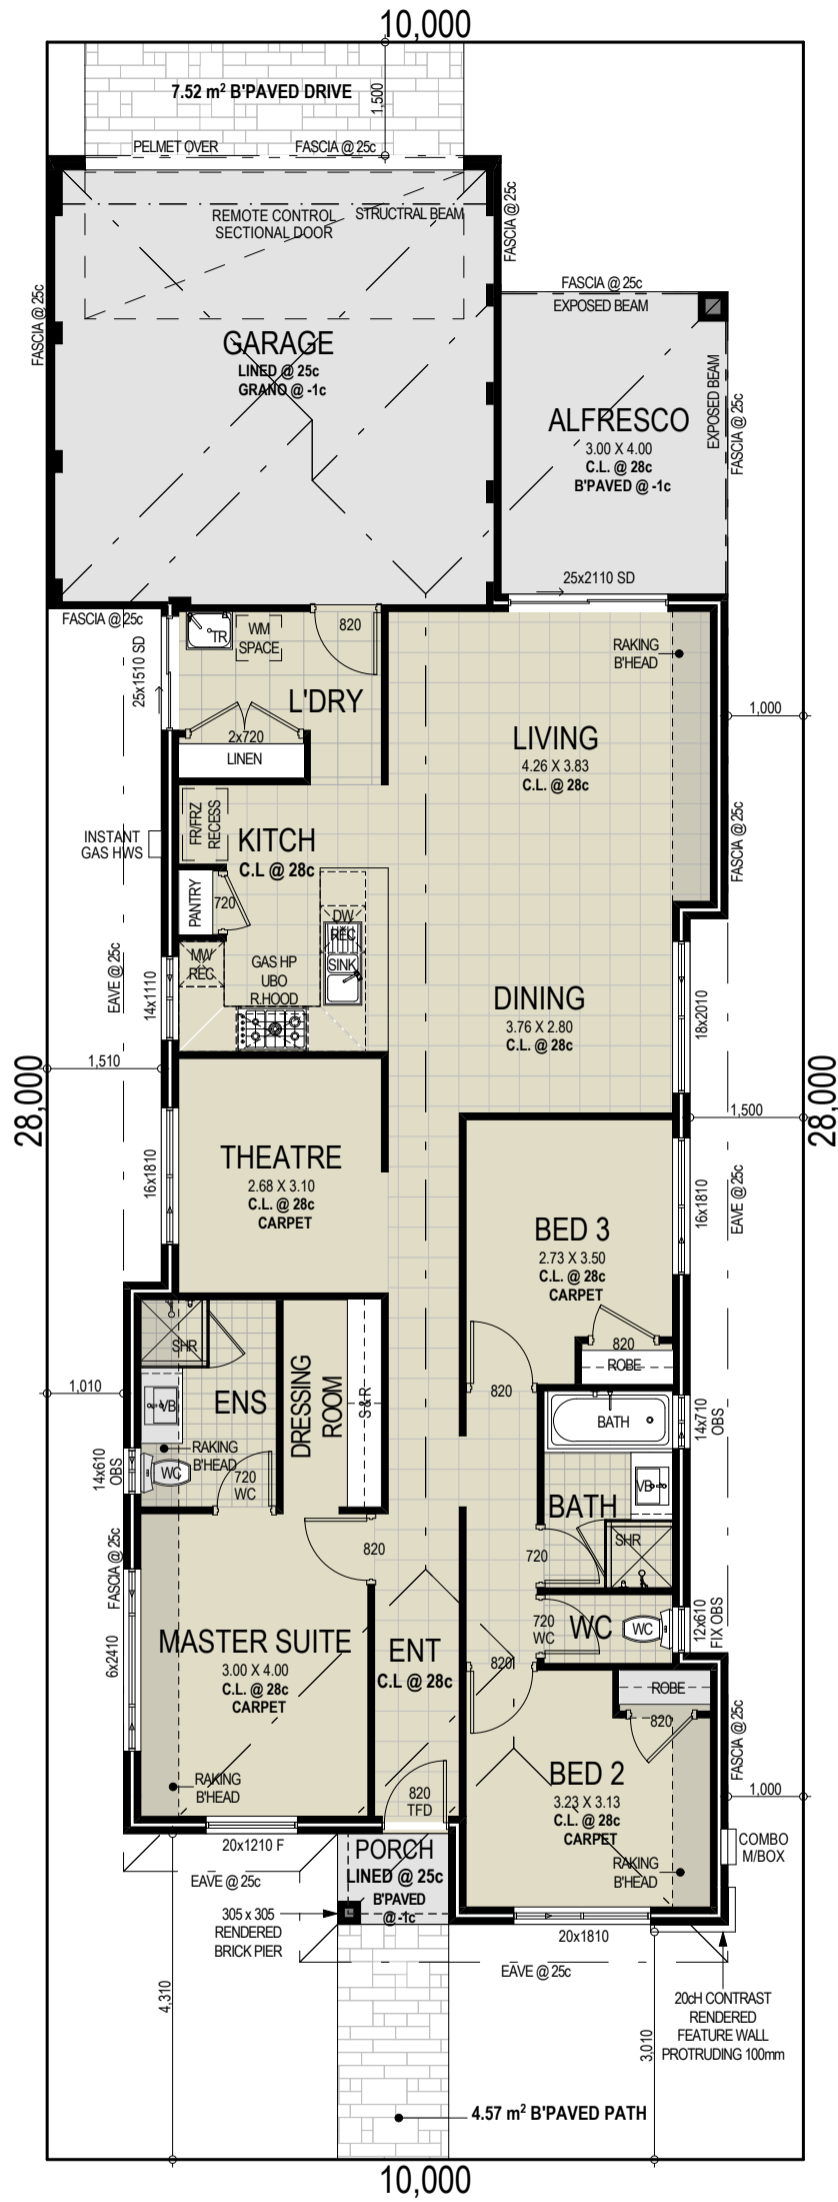 10,000
7.52 m² B'PAVED DRIVE
1,500
PELMET OVER
FASCIA @ 25c
REMOTE CONTROL
SECTIONAL DOOR
STRUCTRAL BEAM
FASCIA @ 25c
FASCIA @ 25c
FASCIA @ 25c
EXPOSED BEAM
GARAGE
LINED @ 25c
GRANO @ -1c
EXPOSED BEAM
FASCIA @ 25c
ALFRESCO
3.00 X 4.00
C.L. @ 28c
B'PAVED @ -1c
25x2110 SD
FASCIA @ 25c
25x1510 SD
TR
WM
SPACE
820
RAKING
B'HEAD
L'DRY
2x720
LINEN
1,000
LIVING
4.26 X 3.83
C.L. @ 28c
FR/FRZ
RECESS
INSTANT
GAS HWS
KITCH
C.L @ 28c
FASCIA @ 25c
PANTRY
720
DW
REC
SINK
MW
REC
GAS HP
UBO
R.HOOD
EAVE @ 25c
14x1110
DINING
3.76 X 2.80
C.L. @ 28c
18x2010
28,000
1,510
28,000
1,500
THEATRE
2.68 X 3.10
C.L. @ 28c
CARPET
16x1810
16x1810
EAVE @ 25c
BED 3
2.73 X 3.50
C.L. @ 28c
CARPET
820
ROBE
820
SHR
1,010
VB
ENS
DRESSING
ROOM
S&R
RAKING
B'HEAD
WC
720
WC
14x610
OBS
BATH
14x710
OBS
VB
BATH
SHR
720
820
FASCIA @ 25c
6x2410
720
WC
WC
WC
12x610
FIX OBS
MASTER SUITE
3.00 X 4.00
C.L. @ 28c
CARPET
ENT
C.L @ 28c
820
ROBE
820
FASCIA @ 25c
RAKING
B'HEAD
820
TFD
BED 2
3.23 X 3.13
C.L. @ 28c
CARPET
RAKING
B'HEAD
1,000
COMBO
M/BOX
20x1210 F
EAVE @ 25c
PORCH
LINED @ 25c
B'PAVED
@ -1c
305 x 305
RENDERED
BRICK PIER
20x1810
EAVE @ 25c
4,310
3,010
20cH CONTRAST
RENDERED
FEATURE WALL
PROTRUDING 100mm
4.57 m² B'PAVED PATH
10,000